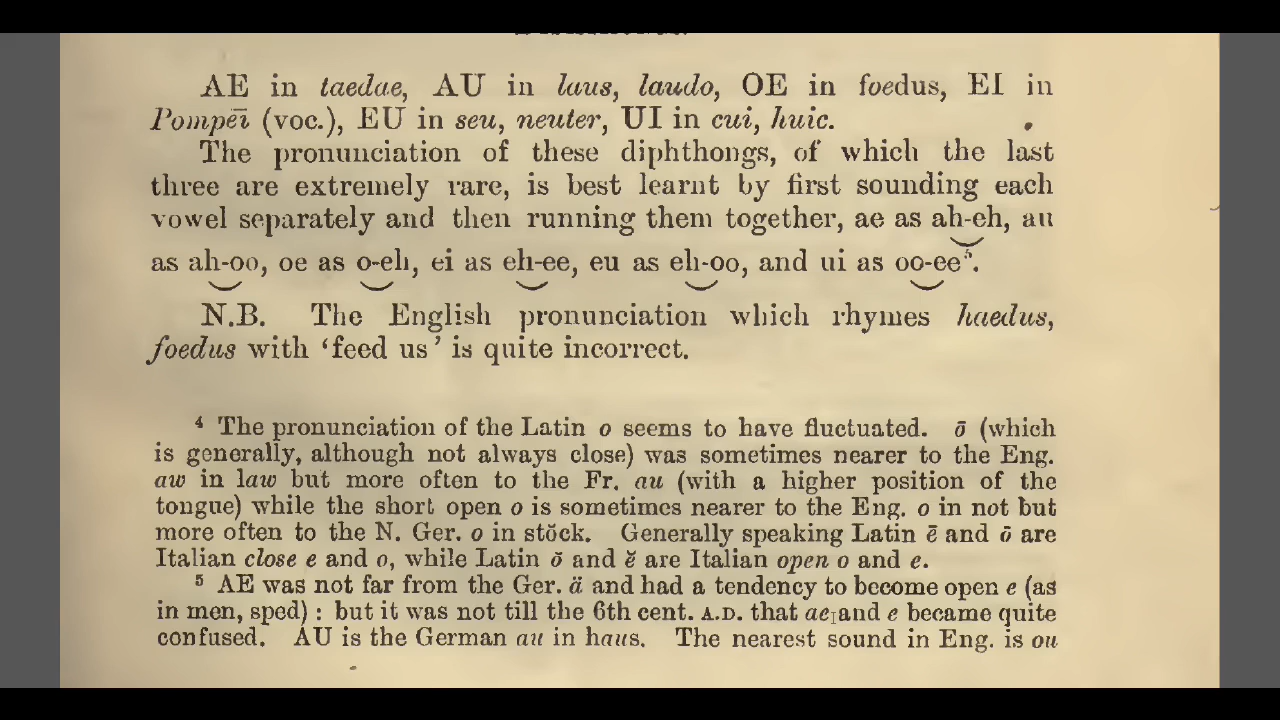 AE in taedae, AU in laus, laudo, OE in foedus, EI in
Pompēī (voc.), EU in seu, neuter, UI in cui, huic.
The pronunciation of these diphthongs, of which the last
three are extremely rare, is best learnt by first sounding each
vowel separately and then running them together, ae as ah-eh, au
as ah-oo, oe as o-eh, ei as eh-ee, eu as eh-oo, and ui as oo-ee⁵.
N.B. The English pronunciation which rhymes haedus,
foedus with ‘feed us’ is quite incorrect.
⁴ The pronunciation of the Latin o seems to have fluctuated. ō (which
is generally, although not always close) was sometimes nearer to the Eng.
aw in law but more often to the Fr. au (with a higher position of the
tongue) while the short open o is sometimes nearer to the Eng. o in not but
more often to the N. Ger. o in stŏck. Generally speaking Latin ē and ō are
Italian close e and o, while Latin ŏ and ĕ are Italian open o and e.
⁵ AE was not far from the Ger. ä and had a tendency to become open e (as
in men, sped) : but it was not till the 6th cent. A.D. that ae and e became quite
confused. AU is the German au in haus. The nearest sound in Eng. is ou